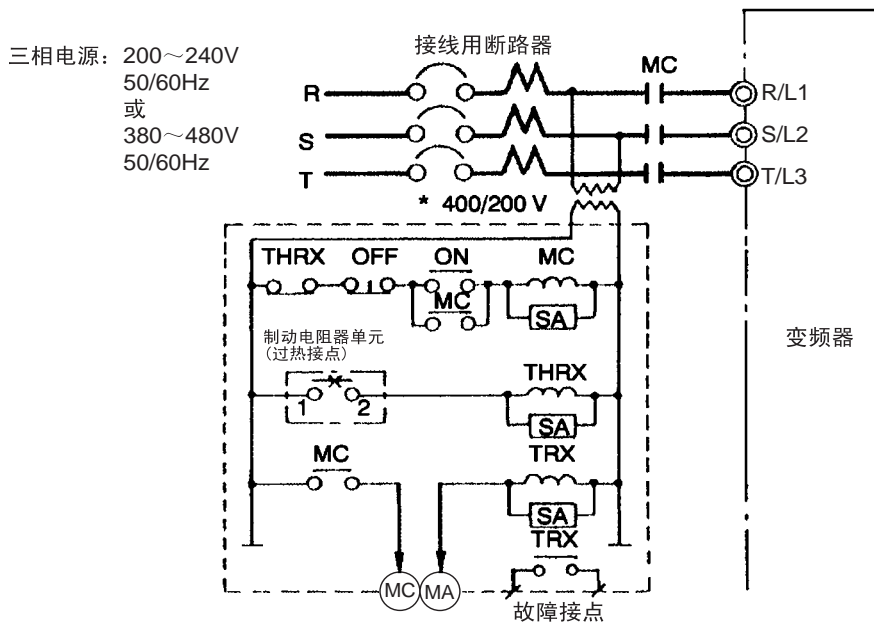 三相电源：200～240V
50/60Hz
或
380～480V
50/60Hz
接线用断路器
MC
R
R/L1
S
S/L2
T
T/L3
* 400/200 V
THRX
OFF
ON
MC
MC
SA
制动电阻器单元
(过热接点)
1
2
THRX
SA
变频器
MC
TRX
SA
TRX
MC
MA
故障接点